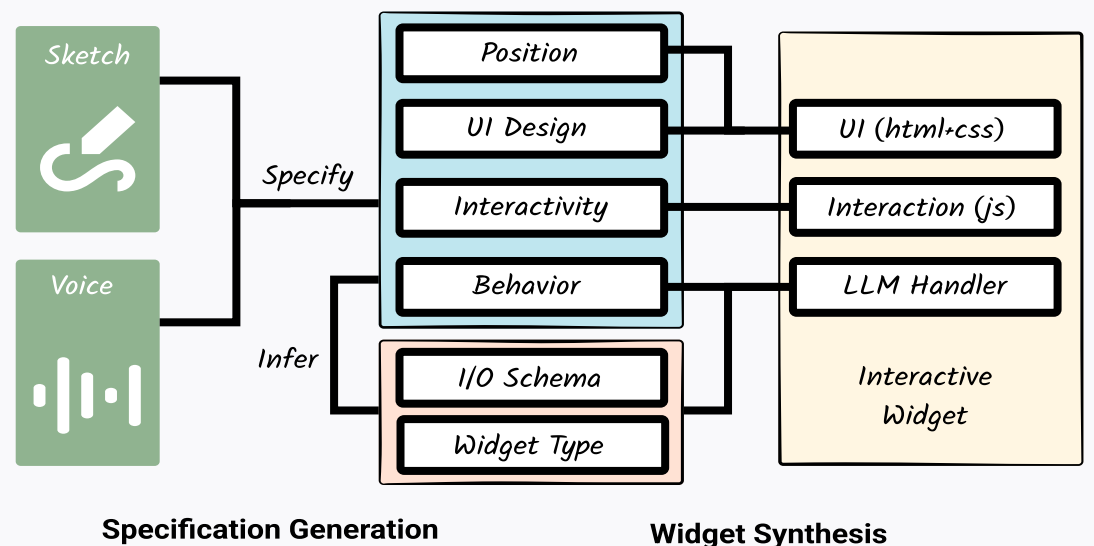 Sketch
Voice
Specify
Infer
Position
UI Design
Interactivity
Behavior
I/O Schema
Widget Type
UI (html+css)
Interaction (js)
LLM Handler
Interactive
Widget
Specification Generation
Widget Synthesis